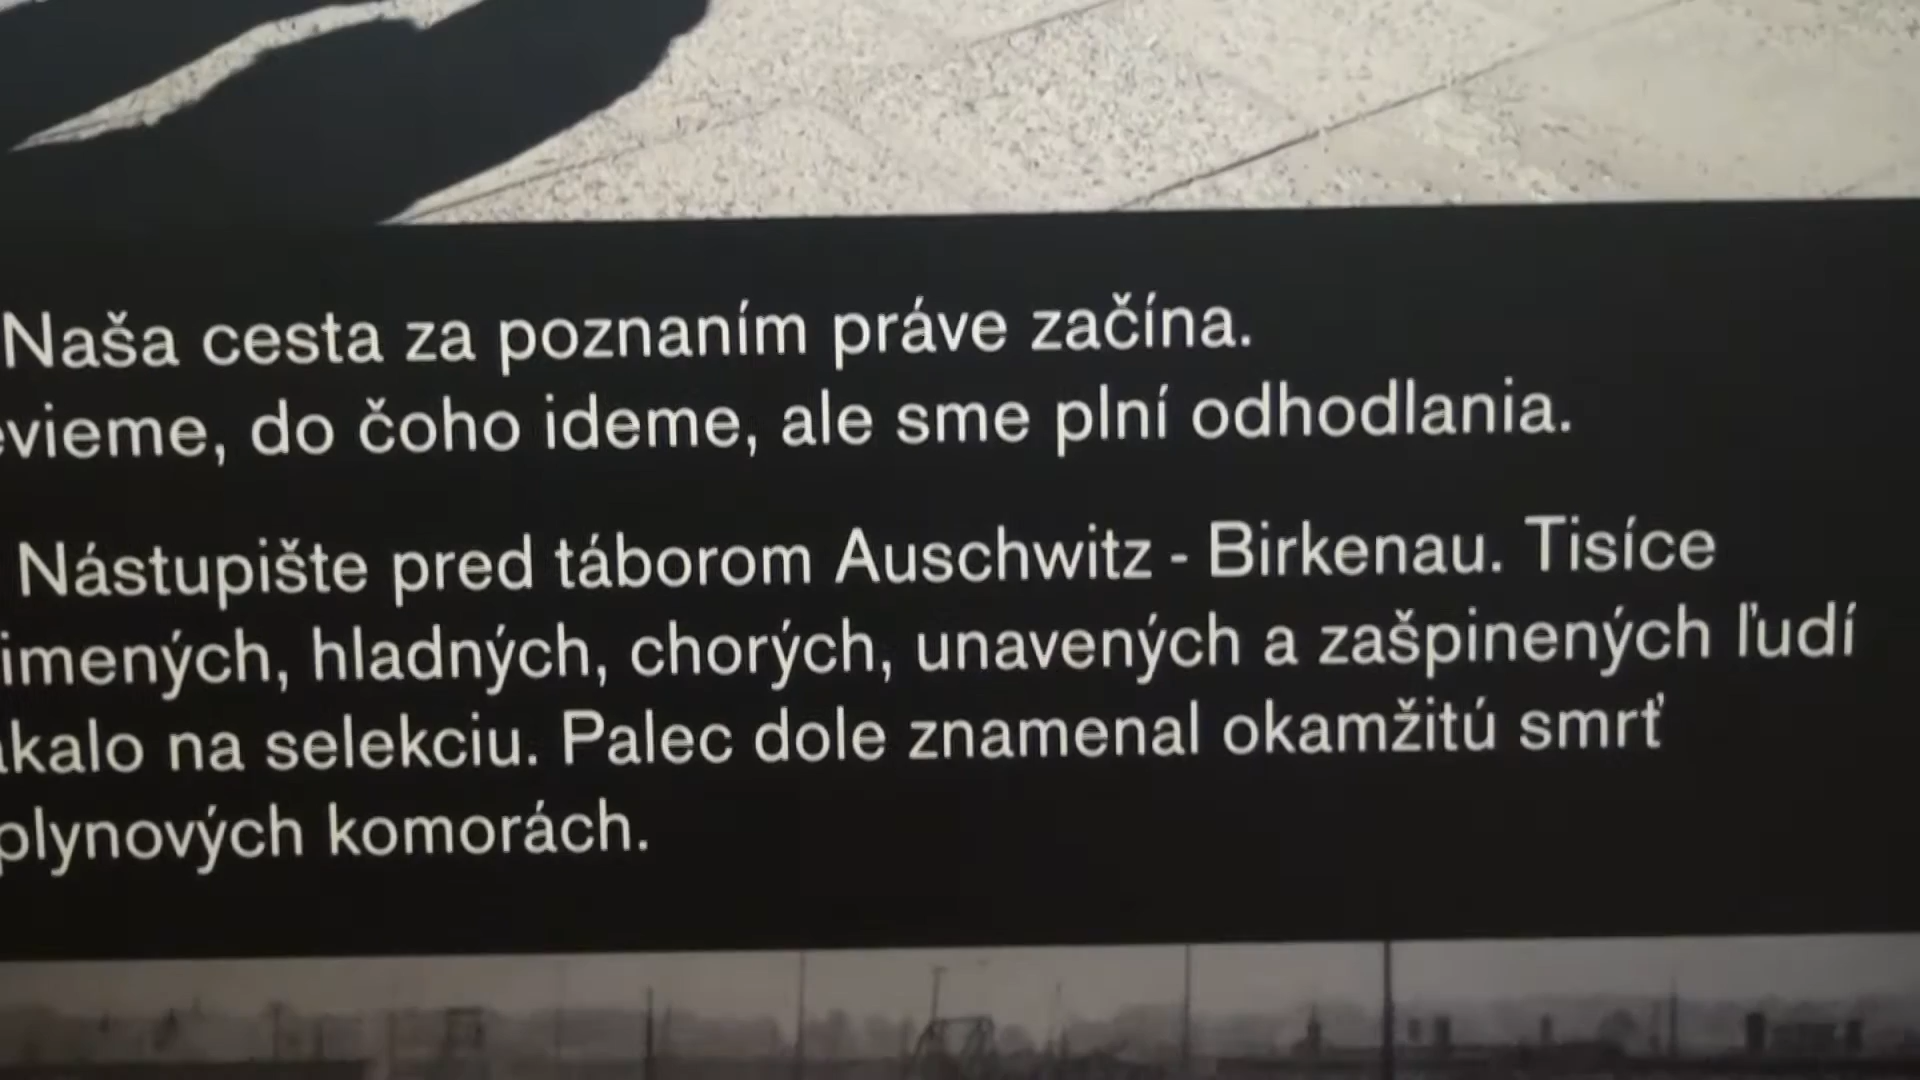 Naša cesta za poznaním práve začína.
evieme, do čoho ideme, ale sme plní odhodlania.
Nástupište pred táborom Auschwitz - Birkenau. Tisíce
imených, hladných, chorých, unavených a zašpinených ľudí
kalo na selekciu. Palec dole znamenal okamžitú smrť
plynových komorách.